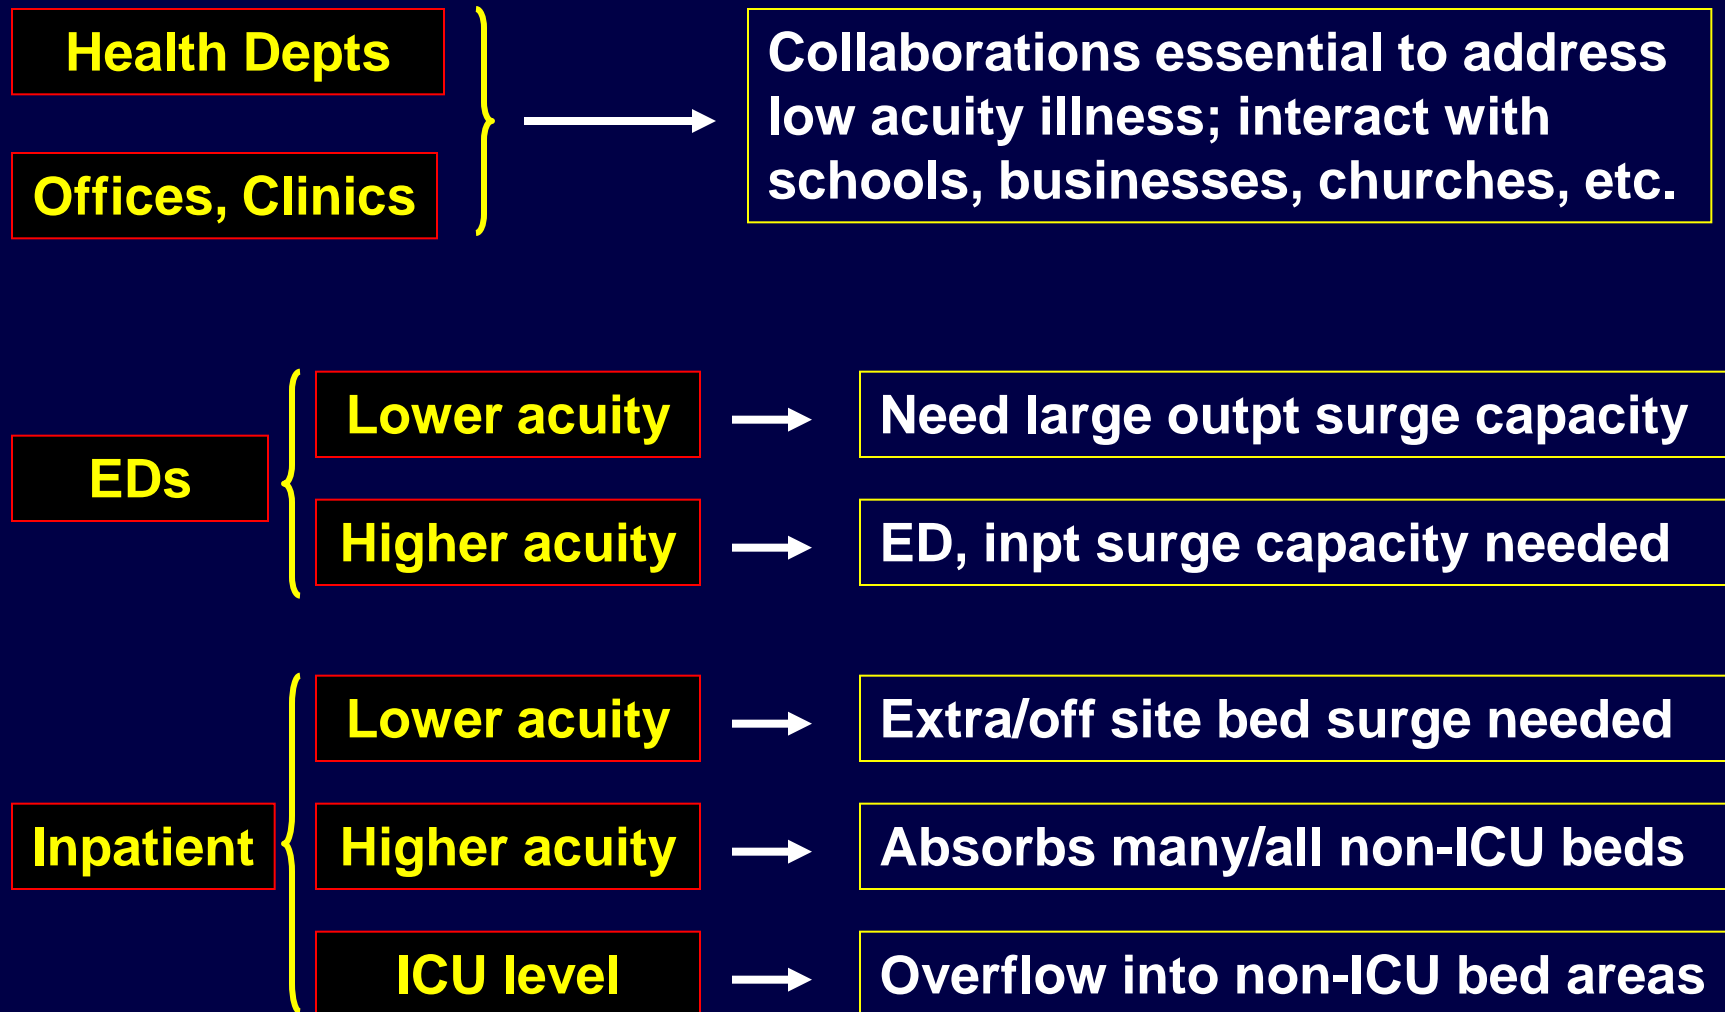 Health Depts
Offices, Clinics
Collaborations essential to address
low acuity illness; interact with
schools, businesses, churches, etc.
EDs
Lower acuity
Need large outpt surge capacity
Higher acuity
ED, inpt surge capacity needed
Inpatient
Lower acuity
Extra/off site bed surge needed
Higher acuity
Absorbs many/all non-ICU beds
ICU level
Overflow into non-ICU bed areas